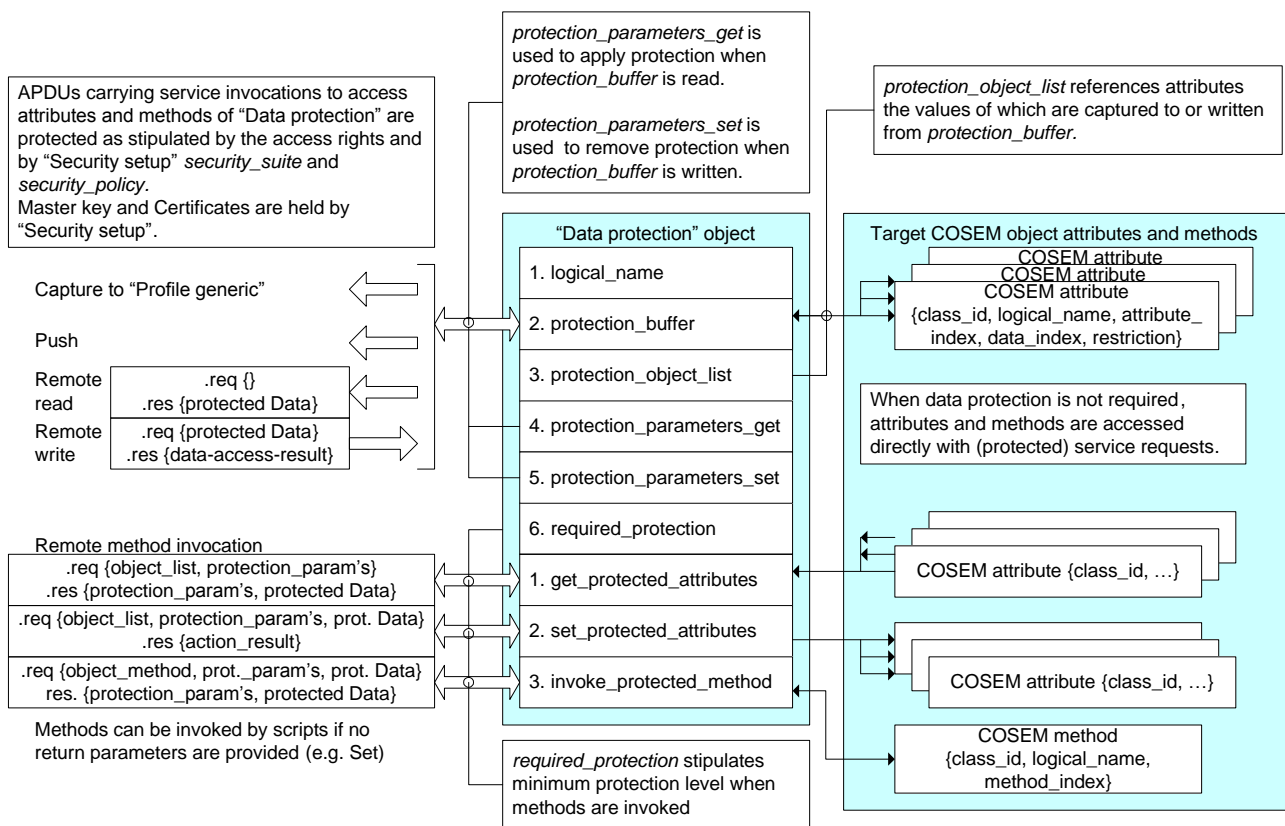 protection_parameters_get is
used to apply protection when
protection_buffer is read.
protection_parameters_set is
used to remove protection when
protection_buffer is written.
APDUs carrying service invocations to access
attributes and methods of “Data protection” are
protected as stipulated by the access rights and
by “Security setup” security_suite and
security_policy.
Master key and Certificates are held by
“Security setup”.
protection_object_list references attributes
the values of which are captured to or written
from protection_buffer.
Capture to “Profile generic”
Push
Remote
read
.req {}
.res {protected Data}
Remote
write
.req {protected Data}
.res {data-access-result}
Remote method invocation
.req {object_list, protection_param’s}
.res {protection_param’s, protected Data}
.req {object_list, protection_param’s, prot. Data}
.res {action_result}
.req {object_method, prot._param’s, prot. Data}
res. {protection_param’s, protected Data}
Methods can be invoked by scripts if no
return parameters are provided (e.g. Set)
“Data protection” object
1. logical_name
2. protection_buffer
3. protection_object_list
4. protection_parameters_get
5. protection_parameters_set
6. required_protection
1. get_protected_attributes
2. set_protected_attributes
3. invoke_protected_method
required_protection stipulates
minimum protection level when
methods are invoked
Target COSEM object attributes and methods
COSEM attribute
COSEM attribute
COSEM attribute
{class_id, logical_name, attribute_
index, data_index, restriction}
When data protection is not required,
attributes and methods are accessed
directly with (protected) service requests.
COSEM attribute {class_id, …}
COSEM attribute {class_id, …}
COSEM method
{class_id, logical_name,
method_index}